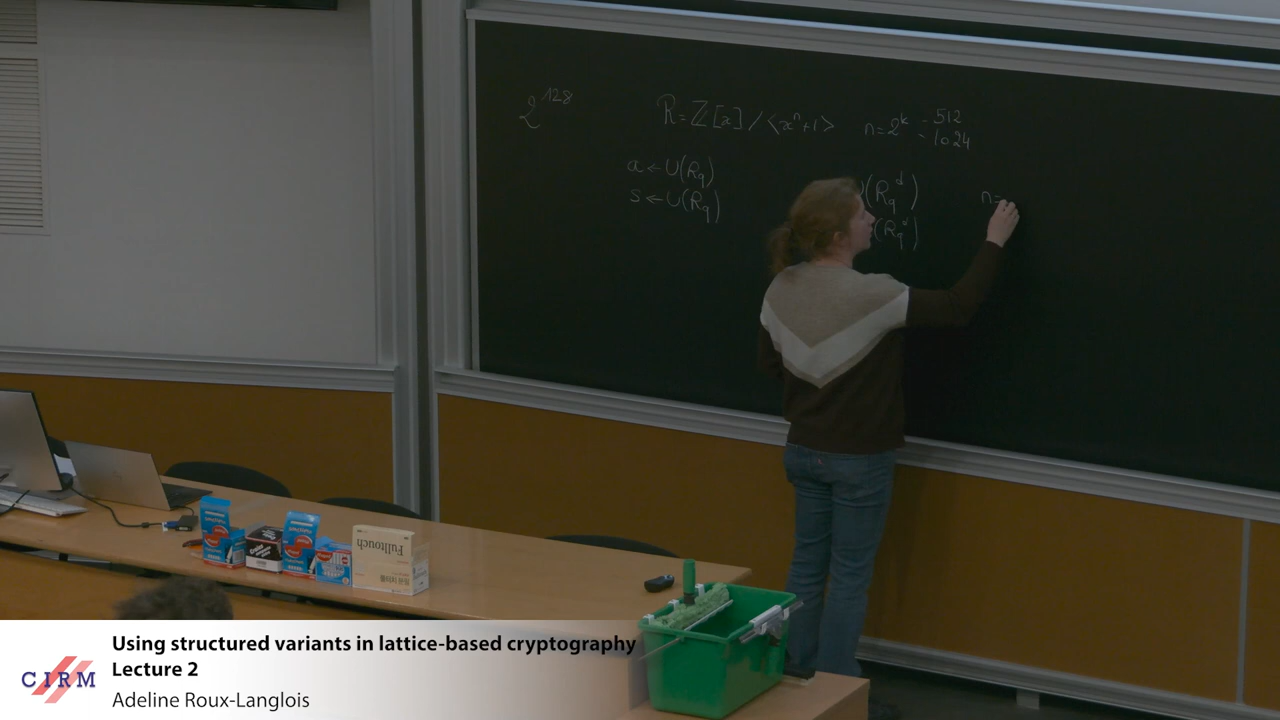 2^128
R = Z[x] / <x^n+1> n = 2^k = 512
= 1024
a ← U(R_q)
s ← U(R_q)
(R_q^d)
(R_q^d)
n=
Fulltouch
Using structured variants in lattice-based cryptography
Lecture 2
CIRM
Adeline Roux-Langlois